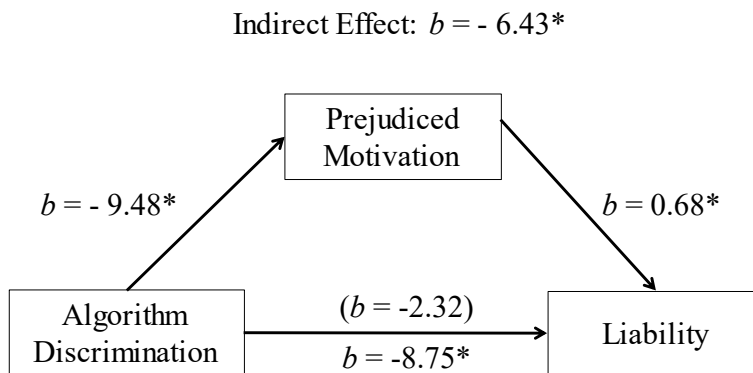 Indirect Effect: b = - 6.43*
Prejudiced
Motivation
b = - 9.48*
b = 0.68*
(b = -2.32)
Algorithm
Discrimination
Liability
b = -8.75*